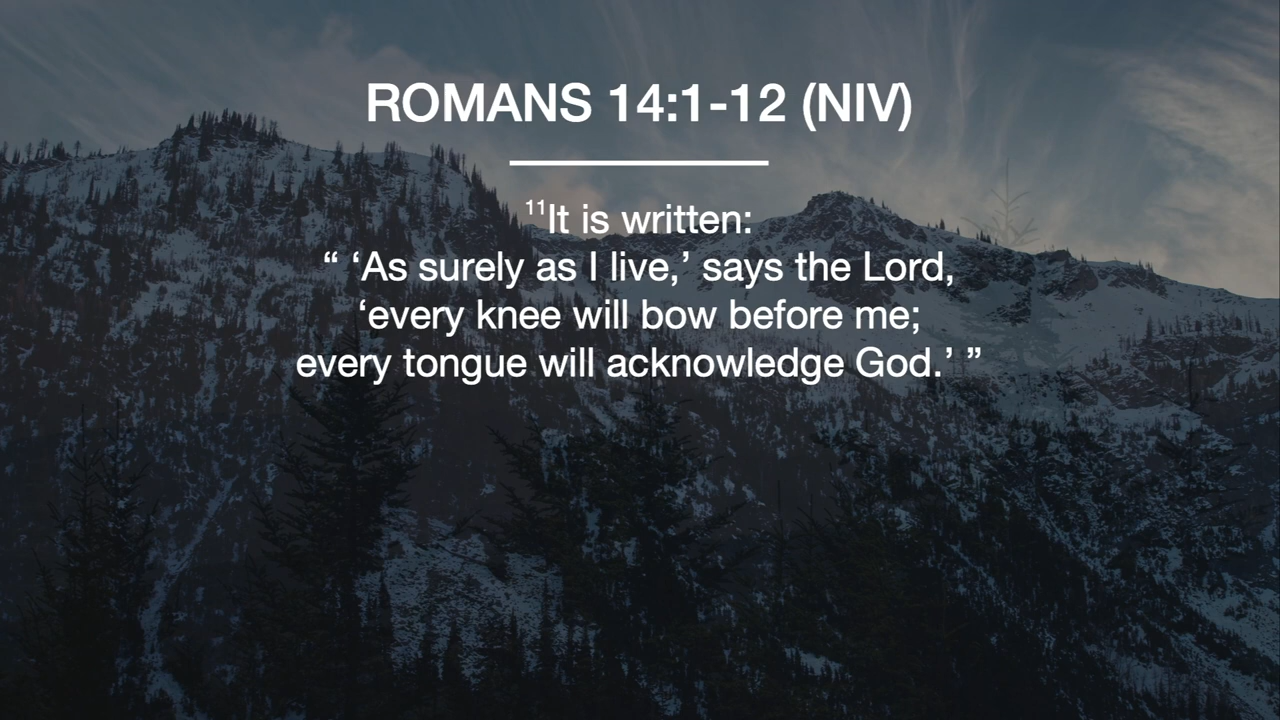 ROMANS 14:1-12 (NIV)
¹¹It is written:
“ ‘As surely as I live,’ says the Lord,
‘every knee will bow before me;
every tongue will acknowledge God.’ ”